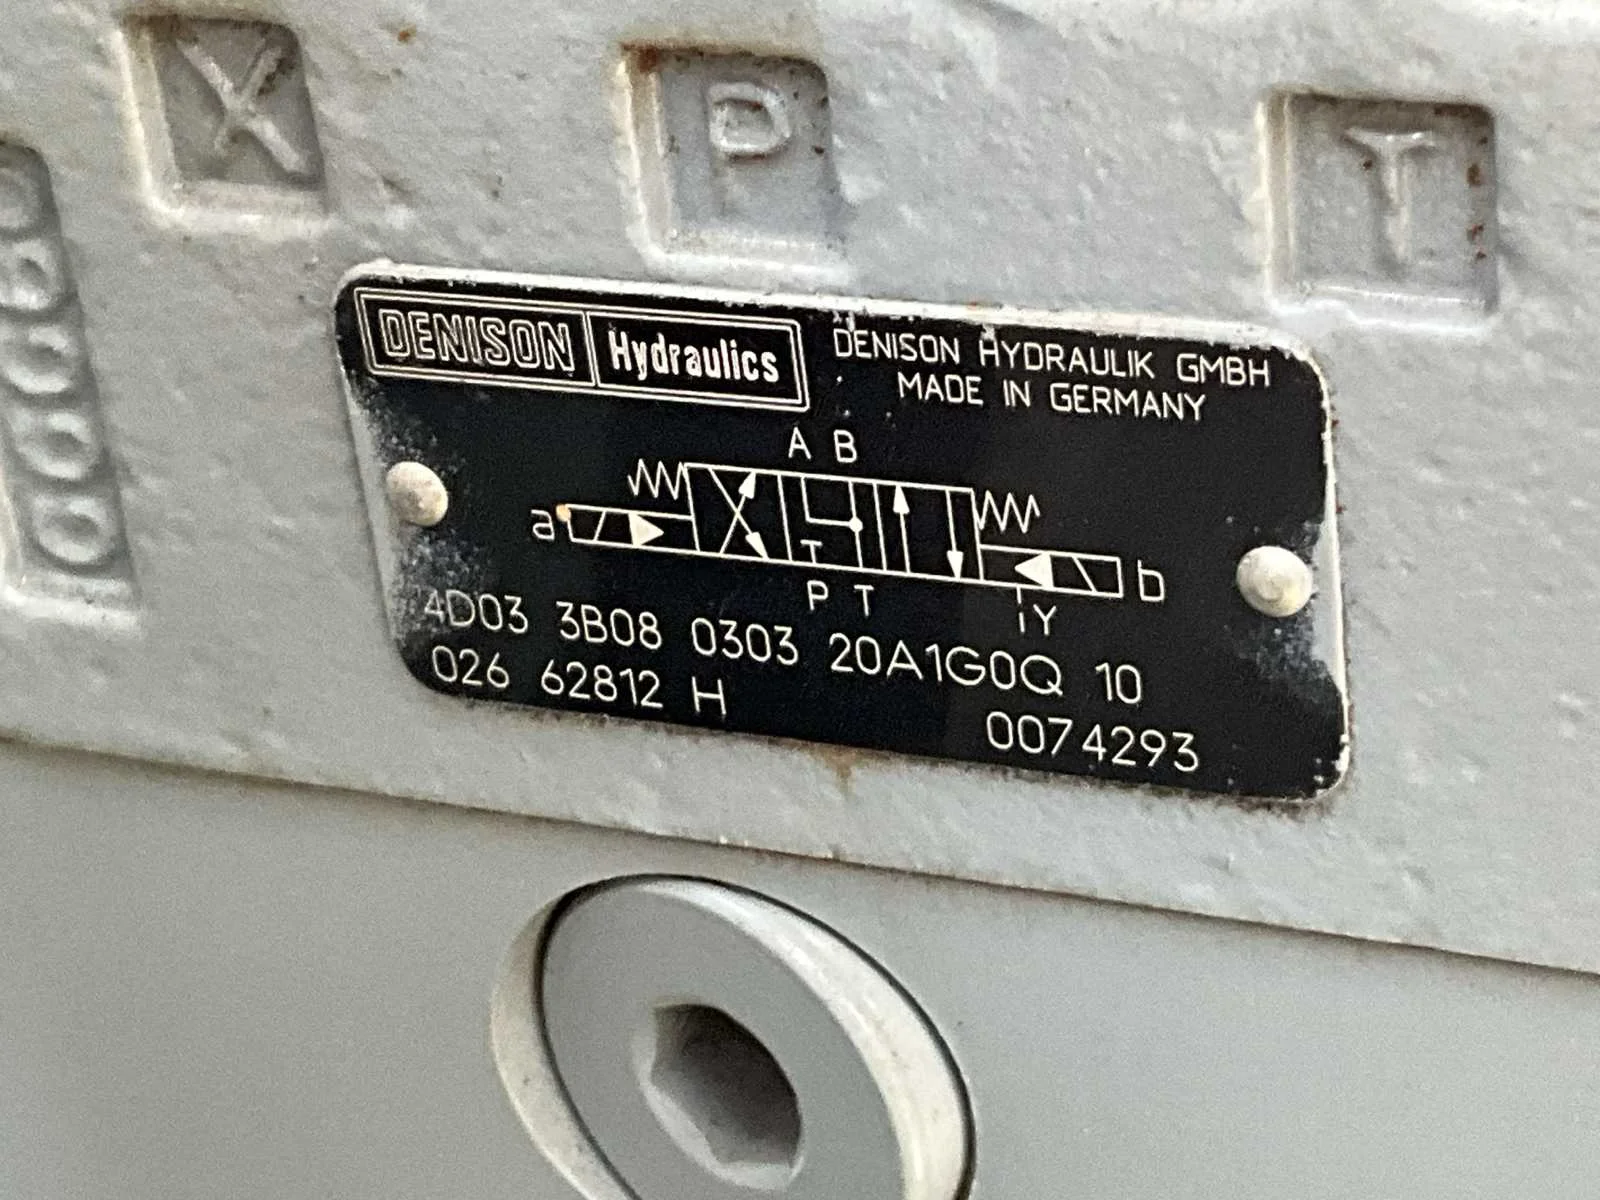 X P T
DENISON Hydraulics
DENISON HYDRAULIK GMBH
MADE IN GERMANY
A B
a
b
P T
Y
4D03 3B08 0303 20A1G0Q 10
026 62812 H
0074293